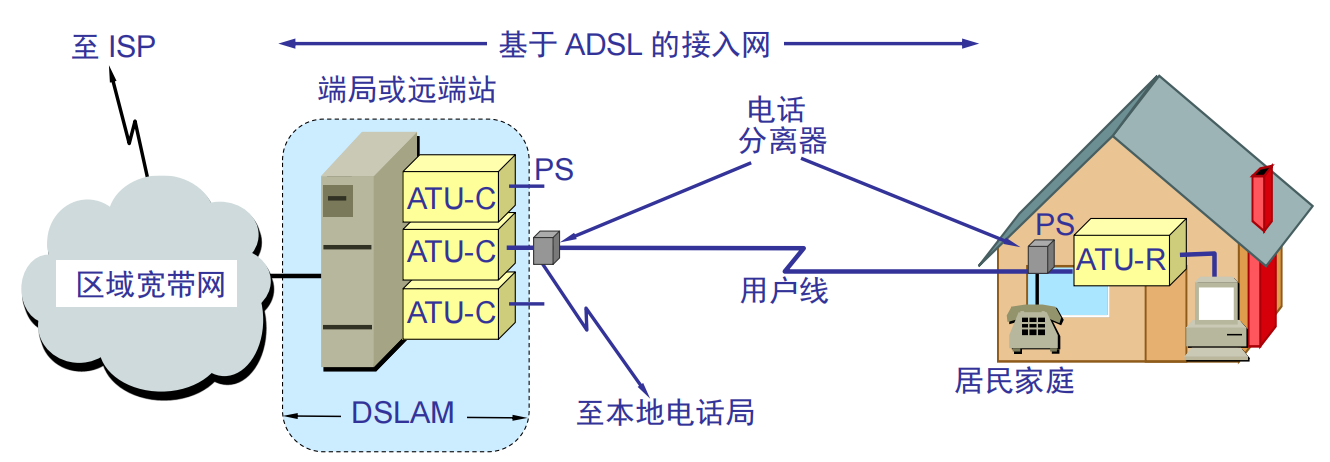 至 ISP
基于 ADSL 的接入网
端局或远端站
电话
分离器
PS
ATU-C
ATU-C
ATU-C
PS
ATU-R
区域宽带网
用户线
居民家庭
DSLAM
至本地电话局